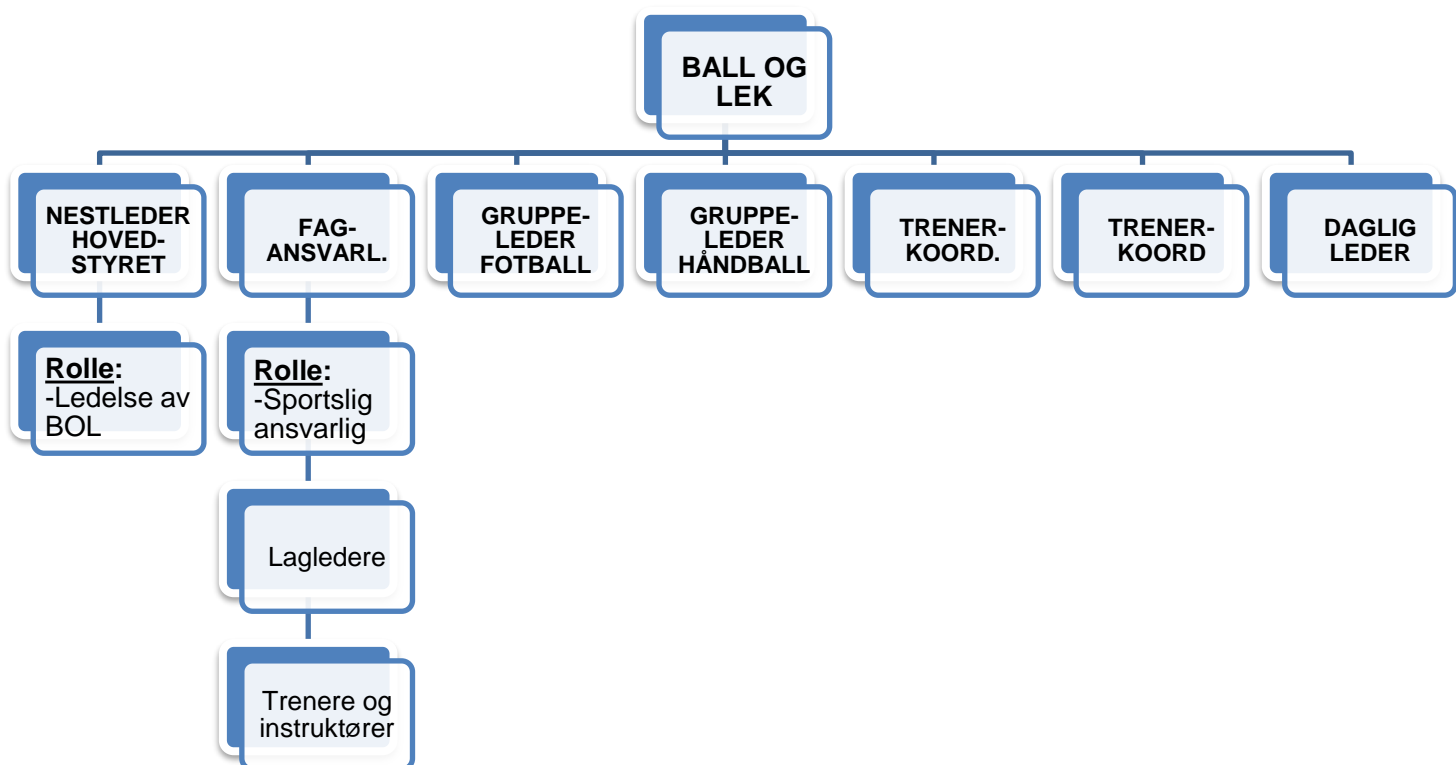 BALL OG
LEK
NESTLEDER
HOVED-
STYRET
FAG-
ANSVARL.
GRUPPE-
LEDER
FOTBALL
GRUPPE-
LEDER
HÅNDBALL
TRENER-
KOORD.
TRENER-
KOORD
DAGLIG
LEDER
Rolle:
-Ledelse av
BOL
Rolle:
-Sportslig
ansvarlig
Lagledere
Trenere og
instruktører